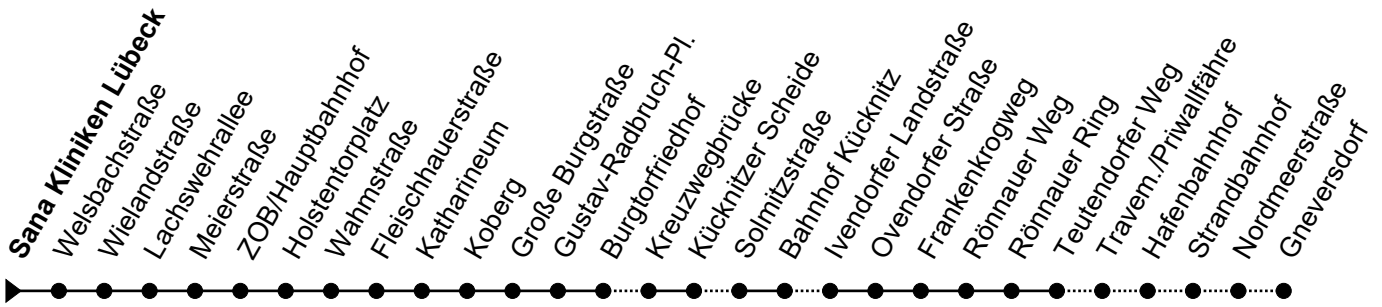 Sana Kliniken Lübeck
Welsbachstraße
Wielandstraße
Lachswehrallee
Meierstraße
ZOB/Hauptbahnhof
Holstentorplatz
Wahmstraße
Fleischhauerstraße
Katharineum
Koberg
Große Burgstraße
Gustav-Radbruch-Pl.
Burgtorfriedhof
Kreuzwegbrücke
Kücknitzer Scheide
Solmitzstraße
Bahnhof Kücknitz
Ivendorfer Landstraße
Ovendorfer Straße
Frankenkrogweg
Rönnauer Weg
Rönnauer Ring
Teutendorfer Weg
Travem./Priwallfähre
Hafenbahnhof
Strandbahnhof
Nordmeerstraße
Gneversdorf